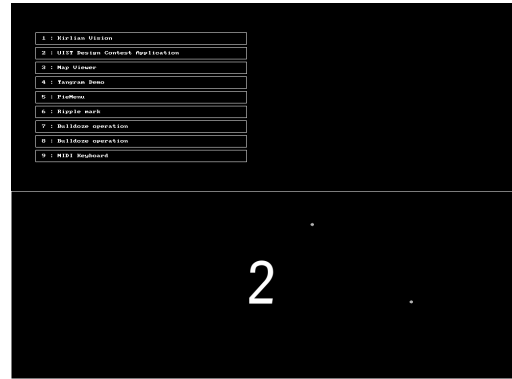 1 : Kirlian Vision
2 : UIST Design Contest Application
3 : Map Viewer
4 : Tangram Demo
5 : PieMenu
6 : Ripple mark
7 : Bulldoze operation
8 : Bulldoze operation
9 : MIDI Keyboard
2